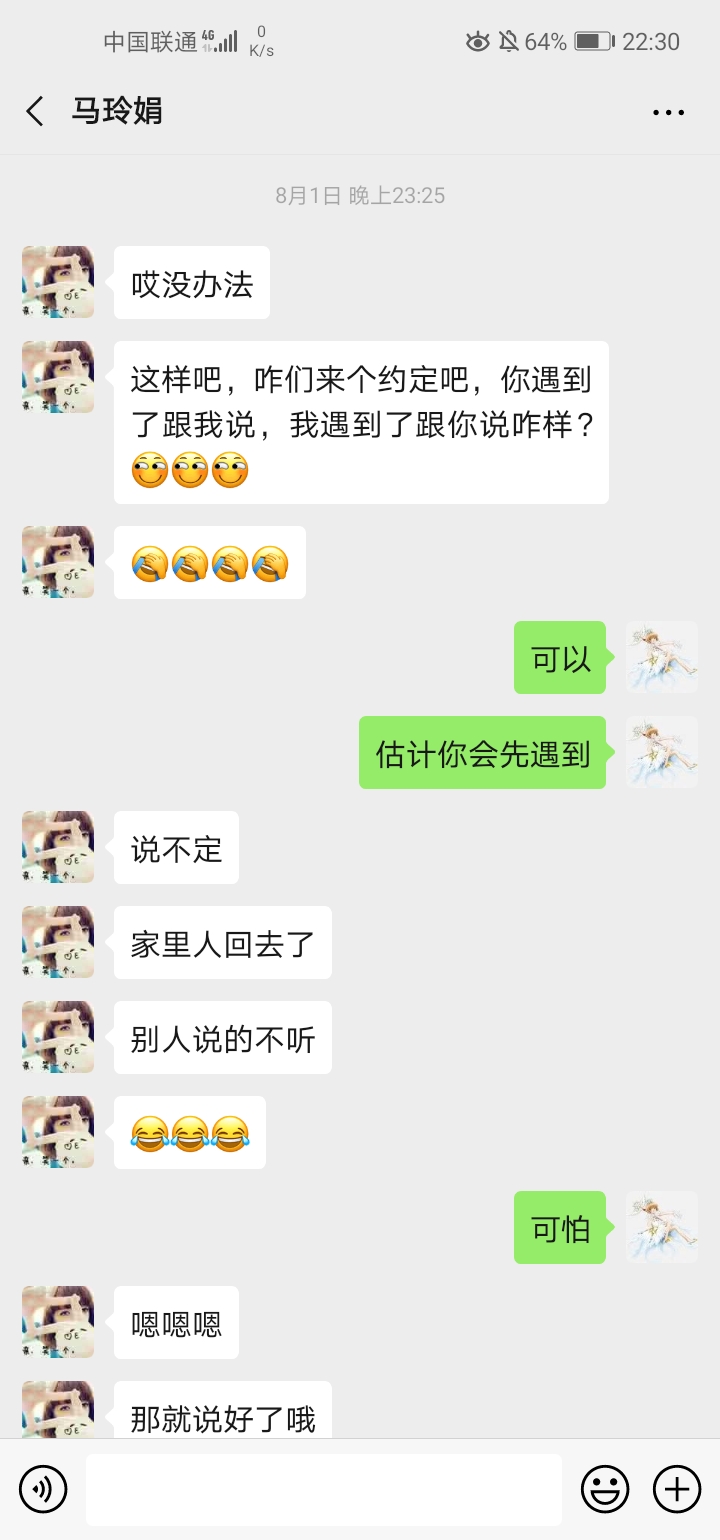 中国联通 4G 0 K/s 64% 22:30
马玲娟
8月1日 晚上23:25
哎没办法
这样吧，咋们来个约定吧，你遇到
了跟我说，我遇到了跟你说咋样？
可以
估计你会先遇到
说不定
家里人回去了
别人说的不听
可怕
嗯嗯嗯
那就说好了哦